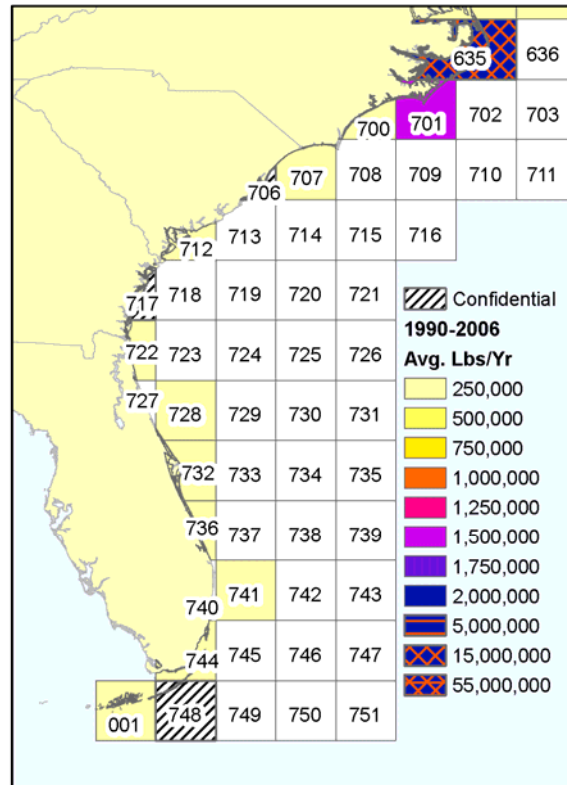 635 636
700 701 702 703
706 707 708 709 710 711
712 713 714 715 716
717 718 719 720 721
722 723 724 725 726
727 728 729 730 731
732 733 734 735
736 737 738 739
740 741 742 743
744 745 746 747
001 748 749 750 751
Confidential
1990-2006
Avg. Lbs/Yr
250,000
500,000
750,000
1,000,000
1,250,000
1,500,000
1,750,000
2,000,000
5,000,000
15,000,000
55,000,000